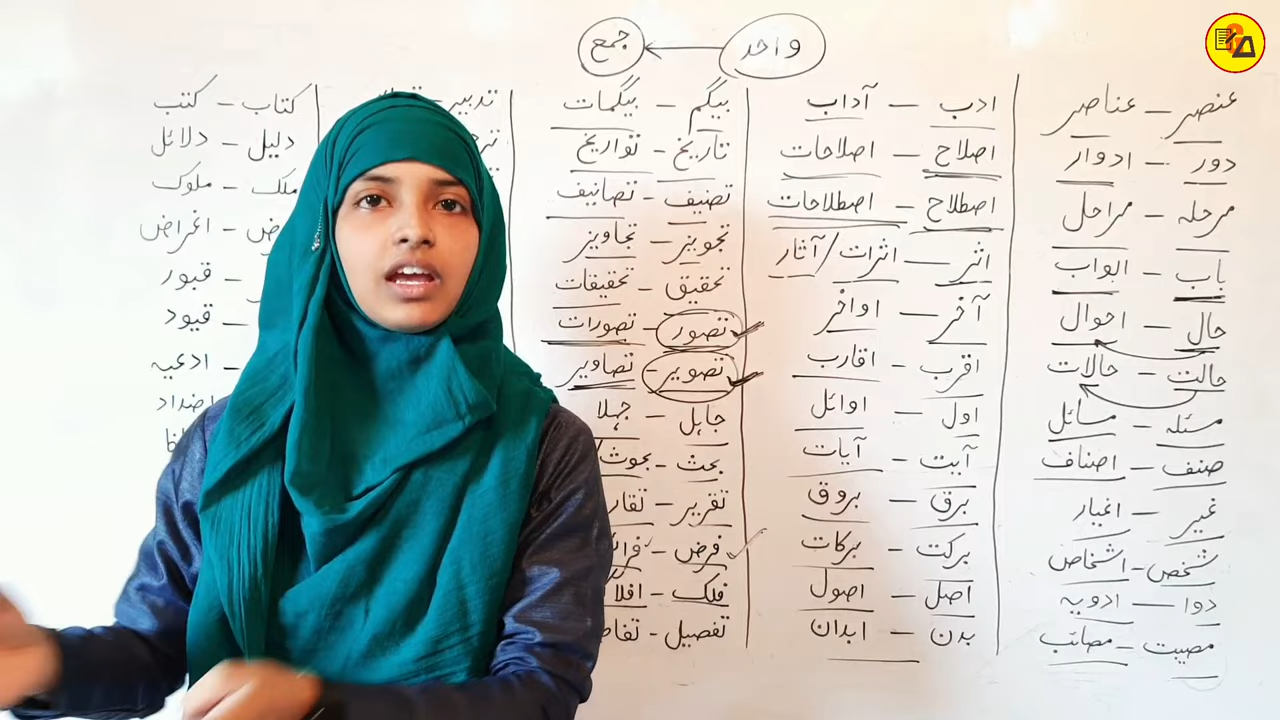 واحد ← جمع
عنصر – عناصر
دور – ادوار
مرحلہ – مراحل
باب – ابواب
حال – احوال
حالت – حالات
مسئلہ – مسائل
صنف – اصناف
غیر – اغیار
شخص – اشخاص
دوا – ادویہ
مصیبت – مصائب
ادب – آداب
اصلاح – اصلاحات
اصطلاح – اصطلاحات
اثر – اثرات / آثار
آخر – اواخر
اقرب – اقارب
اول – اوائل
آیت – آیات
برق – بروق
برکت – برکات
اصل – اصول
بدن – ابدان
بیگم – بیگمات
تاریخ – تواریخ
تصنیف – تصانیف
تجویز – تجاویز
تحقیق – تحقیقات
تصور – تصورات
تصویر – تصاویر
جاہل – جہلا
بحث – بحوث
تقریر –
فرض –
فلک –
تفصیل –
تدبیر –
کتاب – کتب
دلیل – دلائل
ملک – ملوک
– اغراض
– قبور
– قیود
– ادعیہ
اضداد